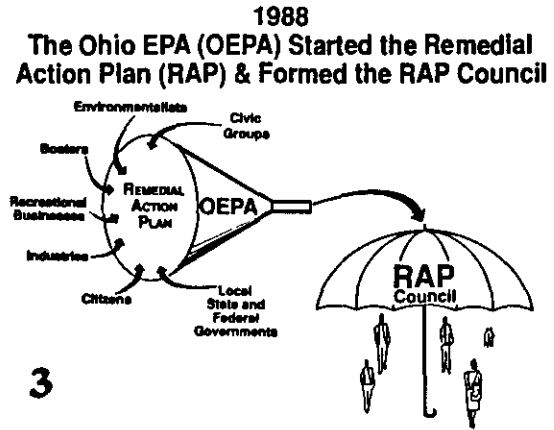 1988
The Ohio EPA (OEPA) Started the Remedial
Action Plan (RAP) & Formed the RAP Council
Environmentalists
Civic
Groups
Boaters
Recreational
Businesses
Industries
Citizens
Local
State and
Federal
Governments
REMEDIAL
ACTION
PLAN
OEPA
RAP
Council
3